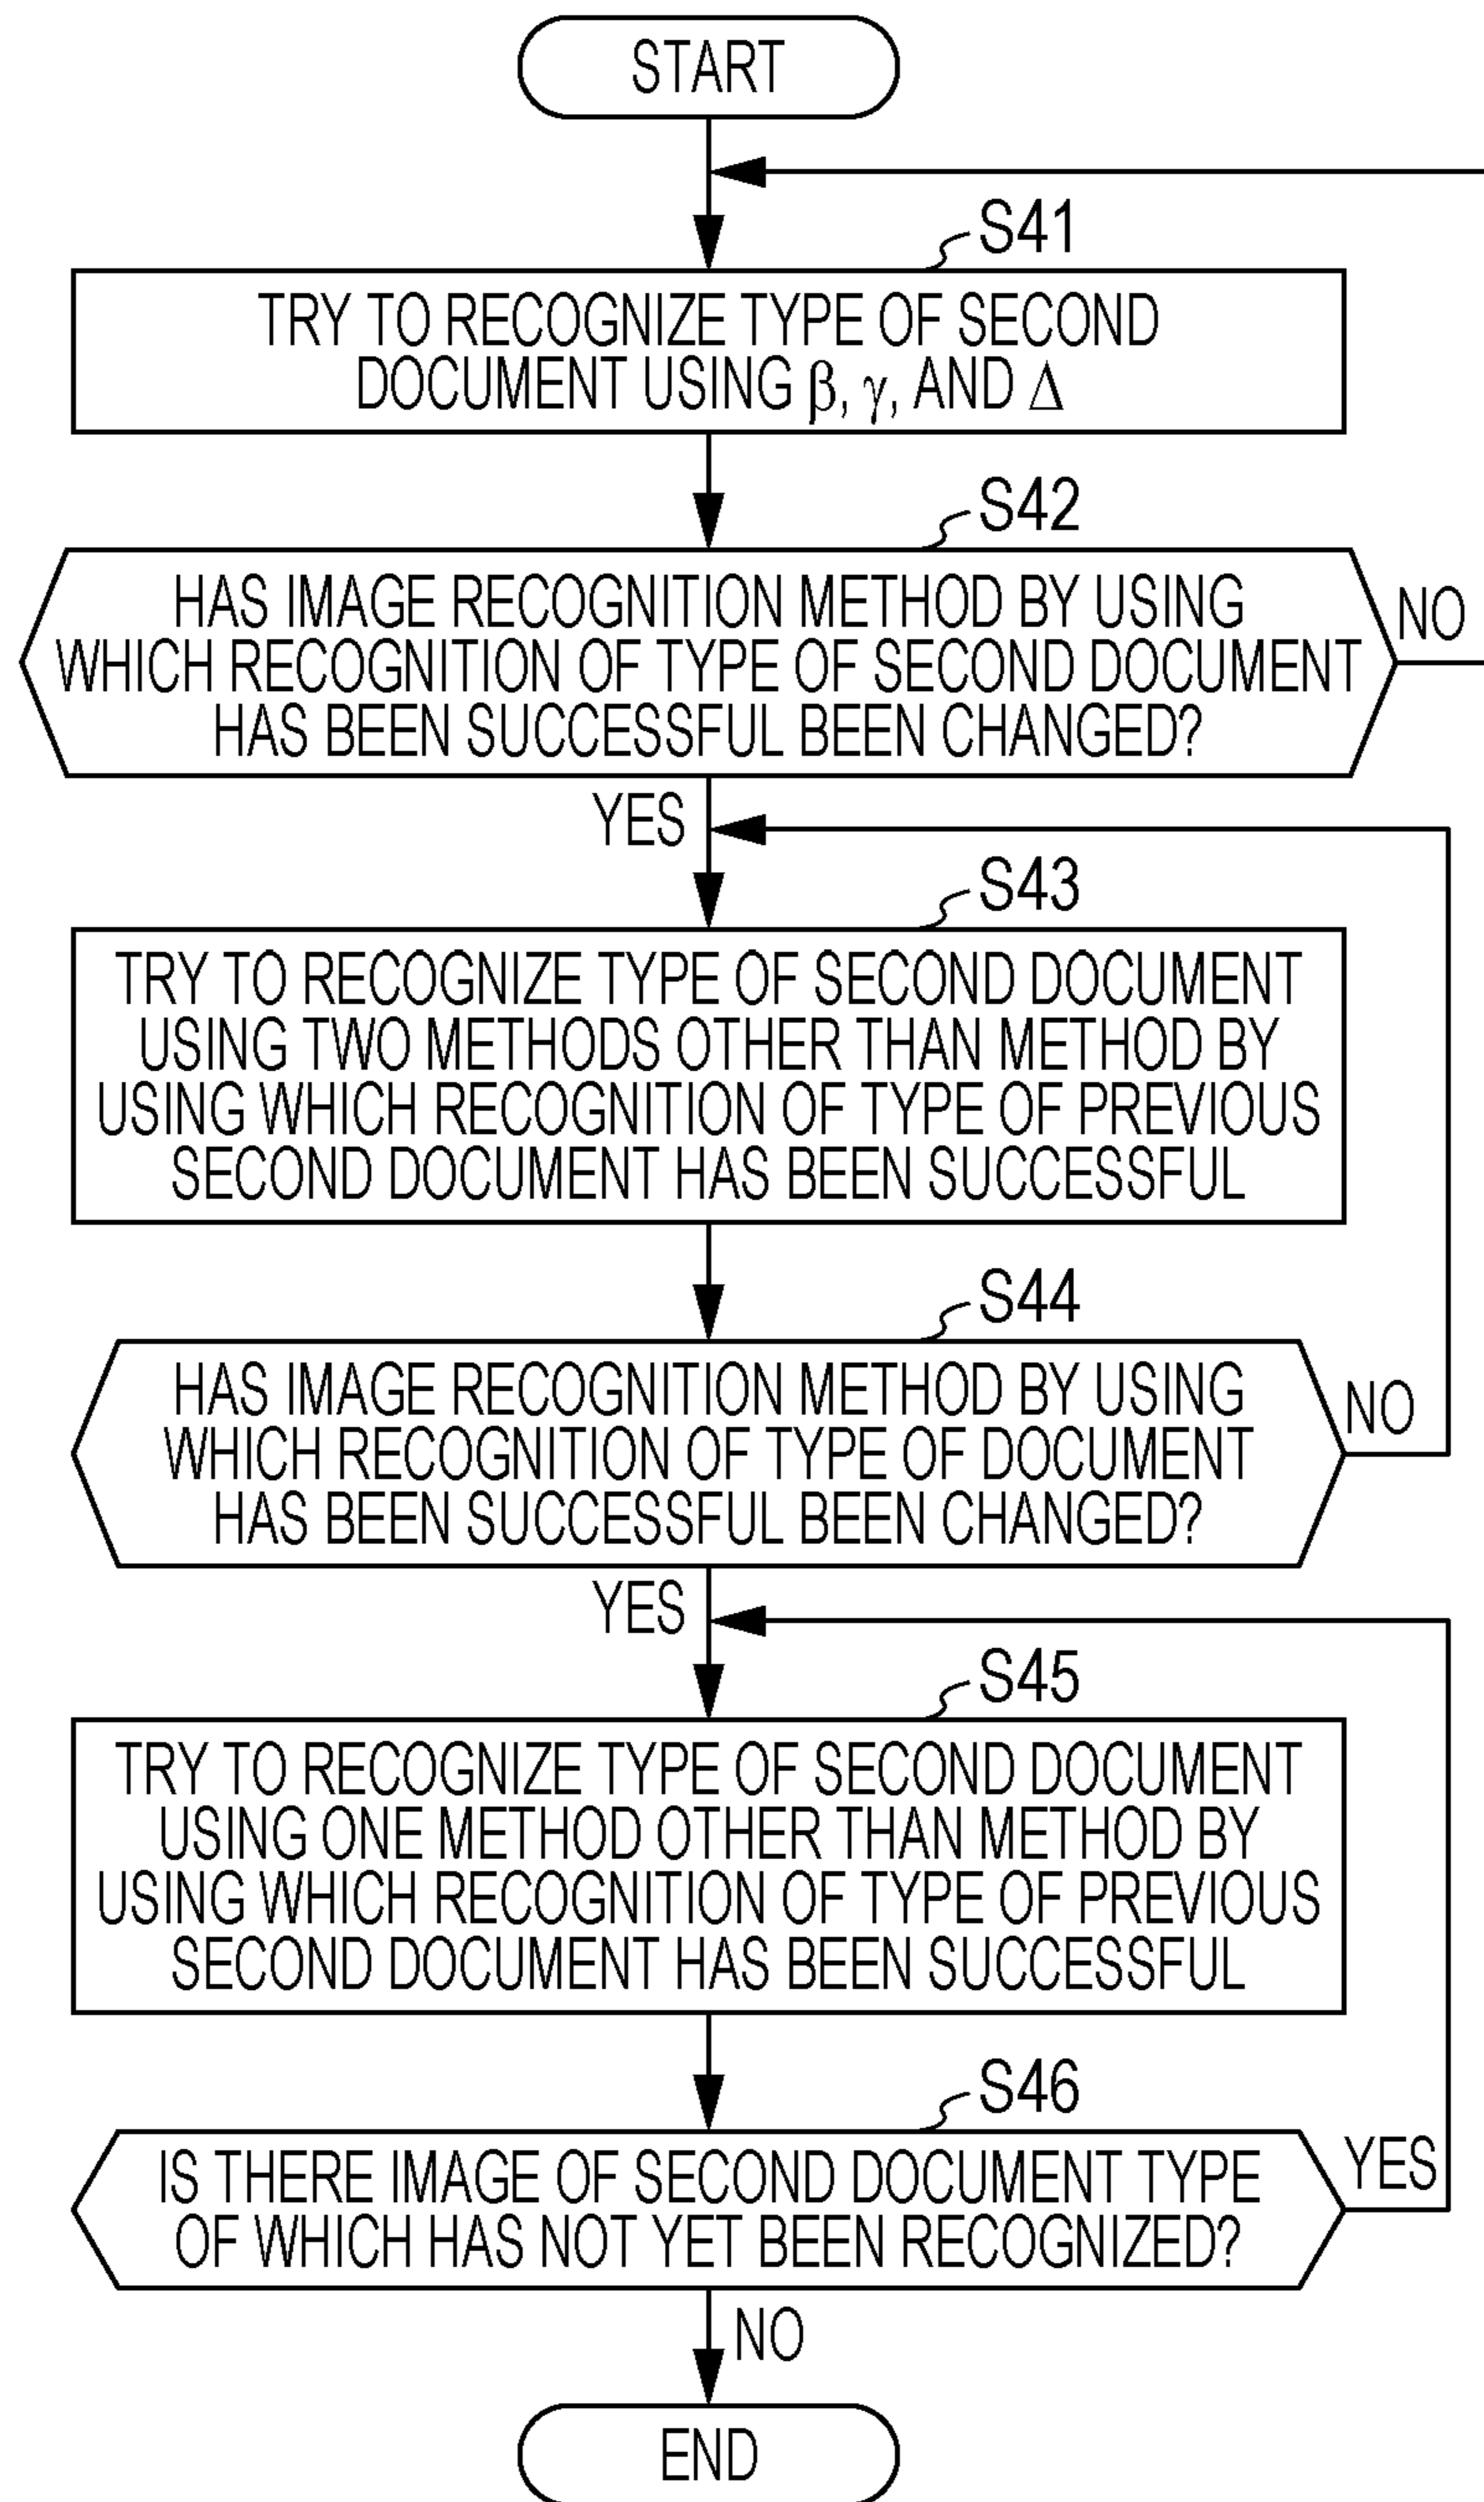 START
S41
TRY TO RECOGNIZE TYPE OF SECOND
DOCUMENT USING β, γ, AND Δ
S42
HAS IMAGE RECOGNITION METHOD BY USING
WHICH RECOGNITION OF TYPE OF SECOND DOCUMENT
HAS BEEN SUCCESSFUL BEEN CHANGED?
NO
YES
S43
TRY TO RECOGNIZE TYPE OF SECOND DOCUMENT
USING TWO METHODS OTHER THAN METHOD BY
USING WHICH RECOGNITION OF TYPE OF PREVIOUS
SECOND DOCUMENT HAS BEEN SUCCESSFUL
S44
HAS IMAGE RECOGNITION METHOD BY USING
WHICH RECOGNITION OF TYPE OF DOCUMENT
HAS BEEN SUCCESSFUL BEEN CHANGED?
NO
YES
S45
TRY TO RECOGNIZE TYPE OF SECOND DOCUMENT
USING ONE METHOD OTHER THAN METHOD BY
USING WHICH RECOGNITION OF TYPE OF PREVIOUS
SECOND DOCUMENT HAS BEEN SUCCESSFUL
S46
IS THERE IMAGE OF SECOND DOCUMENT TYPE
OF WHICH HAS NOT YET BEEN RECOGNIZED?
YES
NO
END